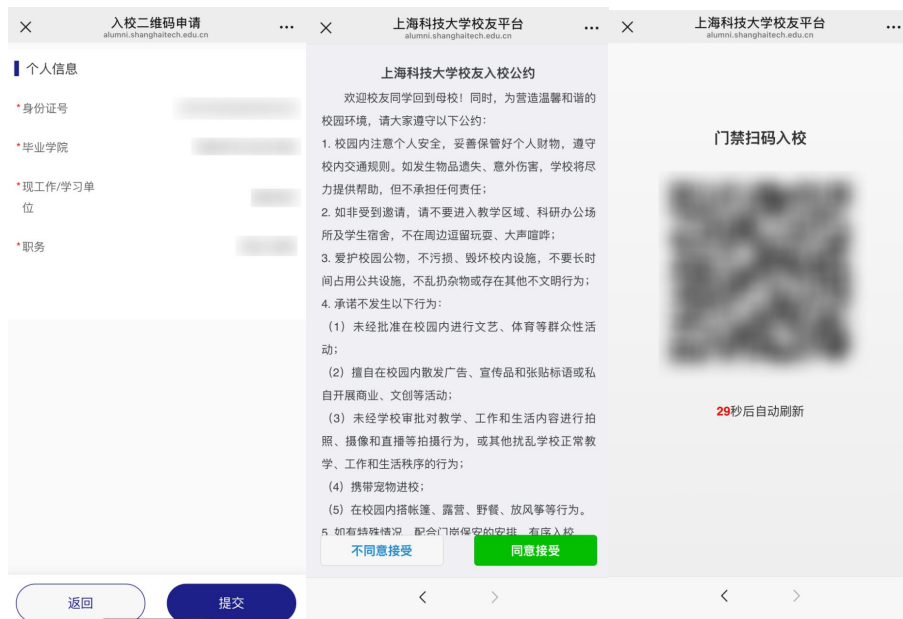 入校二维码申请
alumni.shanghaitech.edu.cn
个人信息
*身份证号
*毕业学院
*现工作/学习单
位
*职务
返回
提交
上海科技大学校友平台
alumni.shanghaitech.edu.cn
上海科技大学校友入校公约
欢迎校友同学回到母校！同时，为营造温馨和谐的
校园环境，请大家遵守以下公约：
1. 校园内注意个人安全，妥善保管好个人财物，遵守
校内交通规则。如发生物品遗失、意外伤害，学校将尽
力提供帮助，但不承担任何责任；
2. 如非受到邀请，请不要进入教学区域、科研办公场
所及学生宿舍，不在周边逗留玩耍、大声喧哗；
3. 爱护校园公物，不污损、毁坏校内设施，不要长时
间占用公共设施，不乱扔杂物或存在其他不文明行为；
4. 承诺不发生以下行为：
（1）未经批准在校园内进行文艺、体育等群众性活
动；
（2）擅自在校园内散发广告、宣传品和张贴标语或私
自开展商业、文创等活动；
（3）未经学校审批对教学、工作和生活内容进行拍
照、摄像和直播等拍摄行为，或其他扰乱学校正常教
学、工作和生活秩序的行为；
（4）携带宠物进校；
（5）在校园内搭帐篷、露营、野餐、放风筝等行为。
5. 如有特殊情况，配合门岗保安的安排，有序入校
不同意接受
同意接受
上海科技大学校友平台
alumni.shanghaitech.edu.cn
门禁扫码入校
29秒后自动刷新